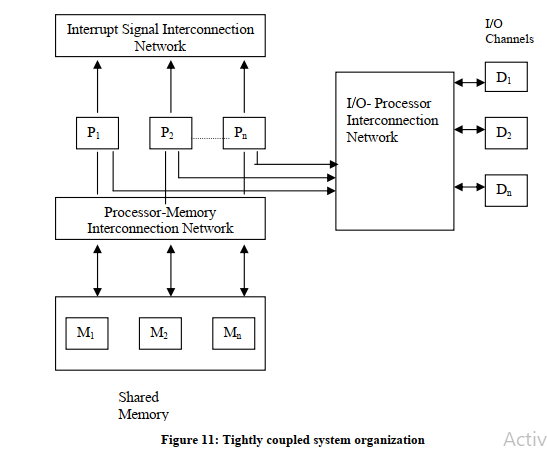 Interrupt Signal Interconnection
Network
I/O
Channels
P1
P2
Pn
I/O- Processor
Interconnection
Network
D1
D2
Dn
Processor-Memory
Interconnection Network
M1
M2
Mn
Shared
Memory
Figure 11: Tightly coupled system organization
Activ